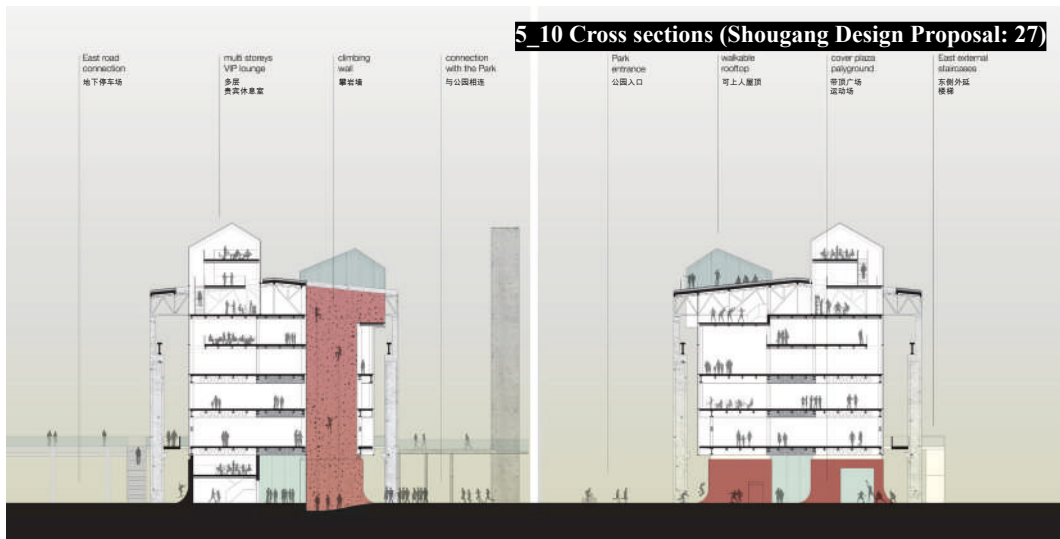 5_10 Cross sections (Shougang Design Proposal: 27)
East road
connection
地下停车场
multi storeys
VIP lounge
多层
贵宾休息室
climbing
wall
攀岩墙
connection
with the Park
与公园相连
Park
entrance
公园入口
walkable
rooftop
可上人屋顶
cover plaza
palyground
带顶广场
运动场
East external
staircases
东侧外延
楼梯